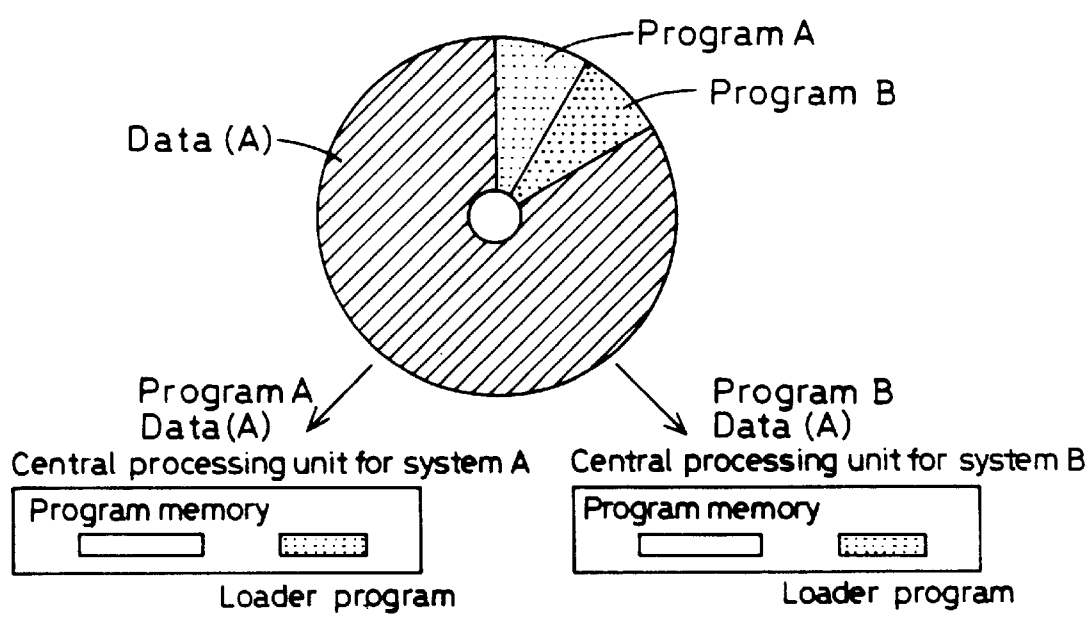 Program A
Program B
Data (A)
Program A
Data (A)
Program B
Data (A)
Central processing unit for system A
Central processing unit for system B
Program memory
Program memory
Loader program
Loader program